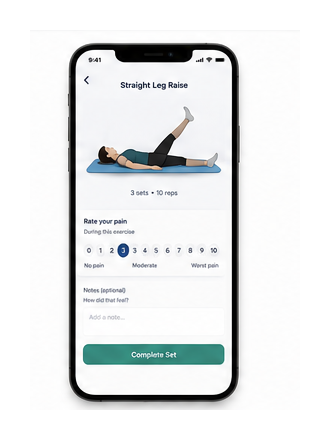 9:41
Straight Leg Raise
3 sets • 10 reps
Rate your pain
During this exercise
0 1 2 3 3 4 5 6 7 8 9 10
No pain Moderate Worst pain
Notes (optional)
How did that feel?
Add a note...
Complete Set